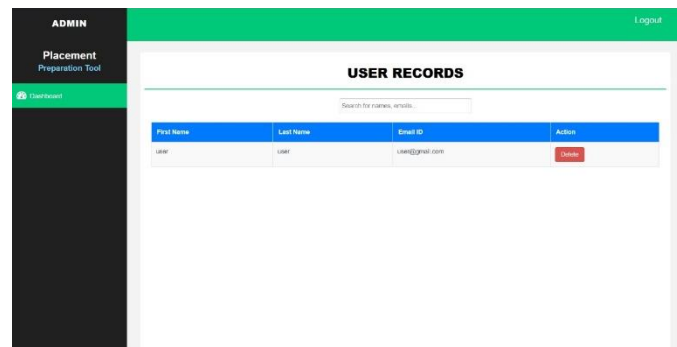 ADMIN
Logout
Placement
Preparation Tool
Dashboard
USER RECORDS
Search for names, emails..
First Name Last Name Email ID Action
user user user@gmail.com Delete